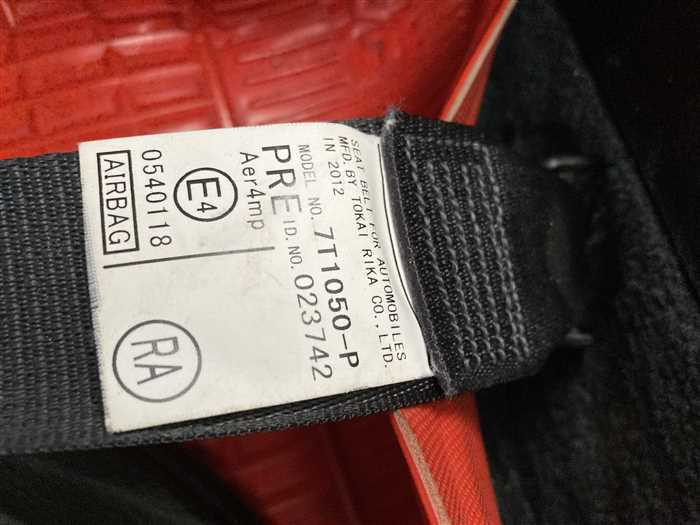 SEAT BELT FOR AUTOMOBILES
MFD. BY TOKAI RIKA CO., LTD.
IN 2012
MODEL NO. 7T1050-P
PRE ID. NO. 023742
Aer4mp
E4
0540118
AIRBAG
RA